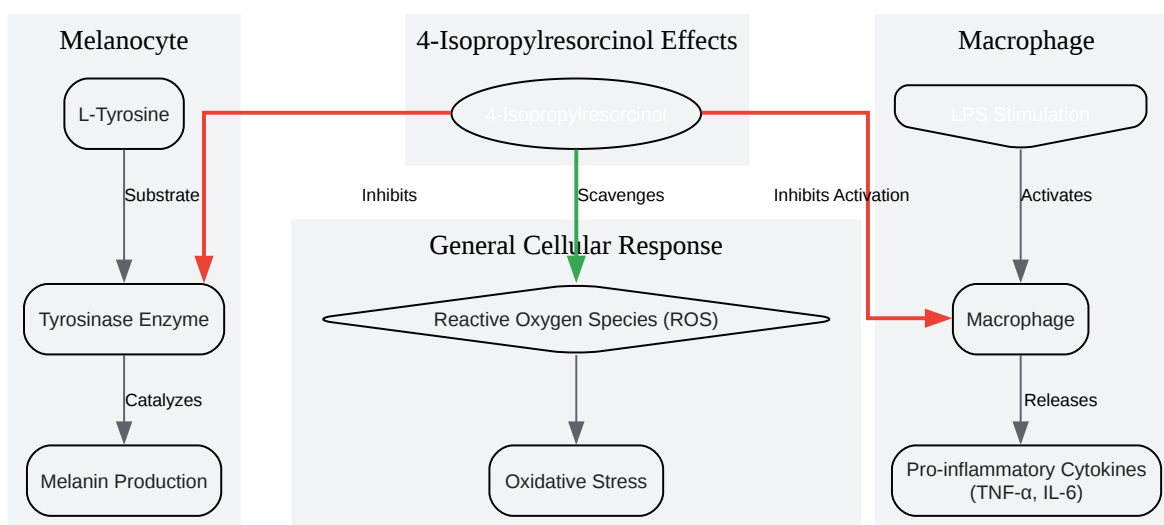 Melanocyte
4-Isopropylresorcinol Effects
Macrophage
L-Tyrosine
4-Isopropylresorcinol
LPS Stimulation
Substrate
Inhibits
Scavenges
Inhibits Activation
Activates
General Cellular Response
Tyrosinase Enzyme
Reactive Oxygen Species (ROS)
Macrophage
Catalyzes
Releases
Melanin Production
Oxidative Stress
Pro-inflammatory Cytokines
(TNF-α, IL-6)